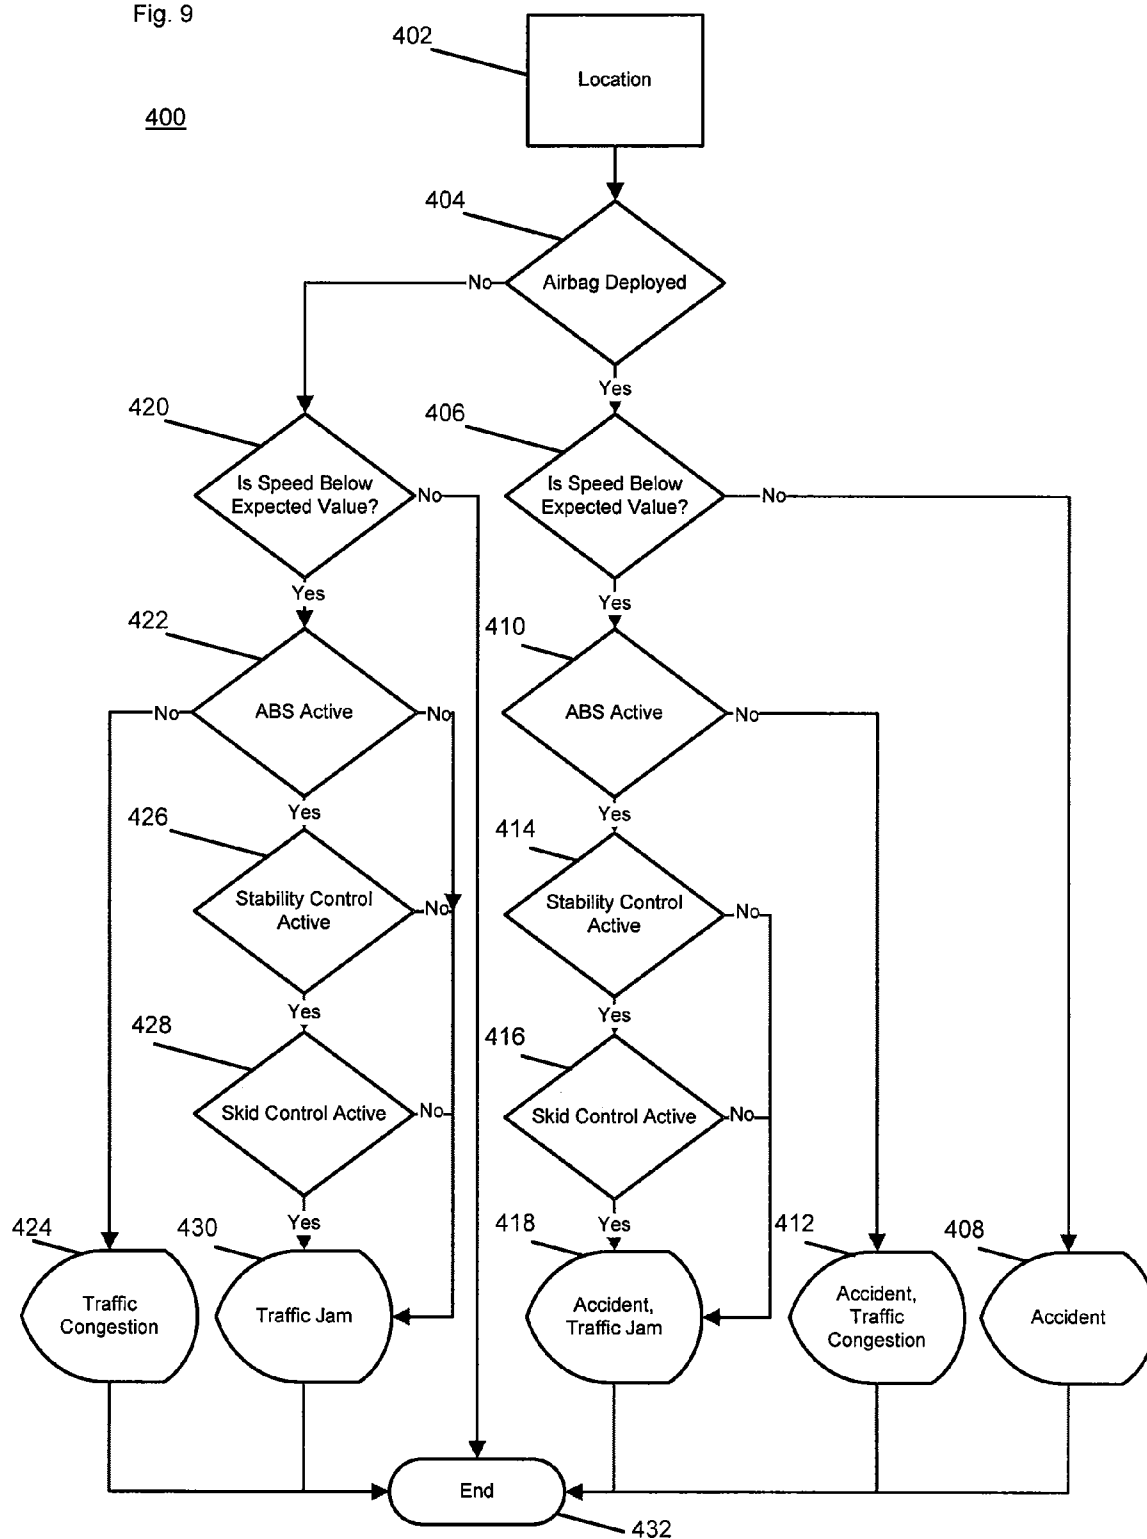 Fig. 9
402
Location
400
404
Airbag Deployed
No
Yes
420
406
Is Speed Below
Expected Value?
No
Is Speed Below
Expected Value?
No
Yes
Yes
422
410
No
ABS Active
No
ABS Active
No
Yes
Yes
426
414
Stability Control
Active
No
Stability Control
Active
No
Yes
Yes
428
416
Skid Control Active
No
Skid Control Active
No
Yes
Yes
424
430
418
412
408
Traffic
Congestion
Traffic Jam
Accident,
Traffic Jam
Accident,
Traffic
Congestion
Accident
End
432